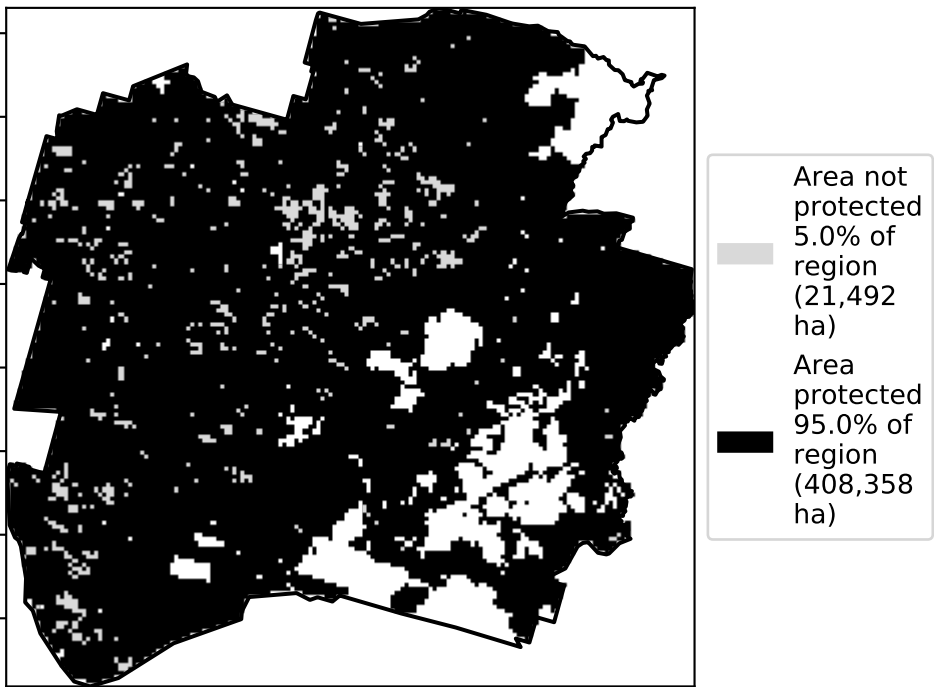 Area not
protected
5.0% of
region
(21,492
ha)
Area
protected
95.0% of
region
(408,358
ha)